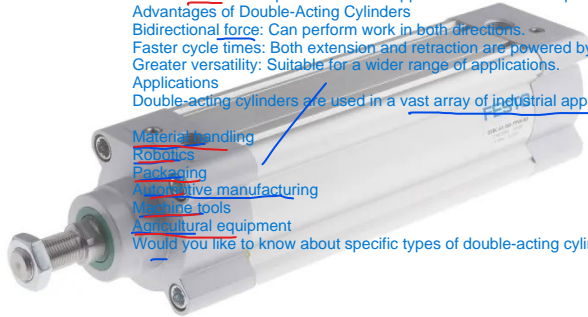 Advantages of Double-Acting Cylinders
Bidirectional force: Can perform work in both directions.
Faster cycle times: Both extension and retraction are powered by
Greater versatility: Suitable for a wider range of applications.
Applications
Double-acting cylinders are used in a vast array of industrial app
FESTO
Material handling
Robotics
Packaging
Automotive manufacturing
Machine tools
Agricultural equipment
Would you like to know about specific types of double-acting cyli